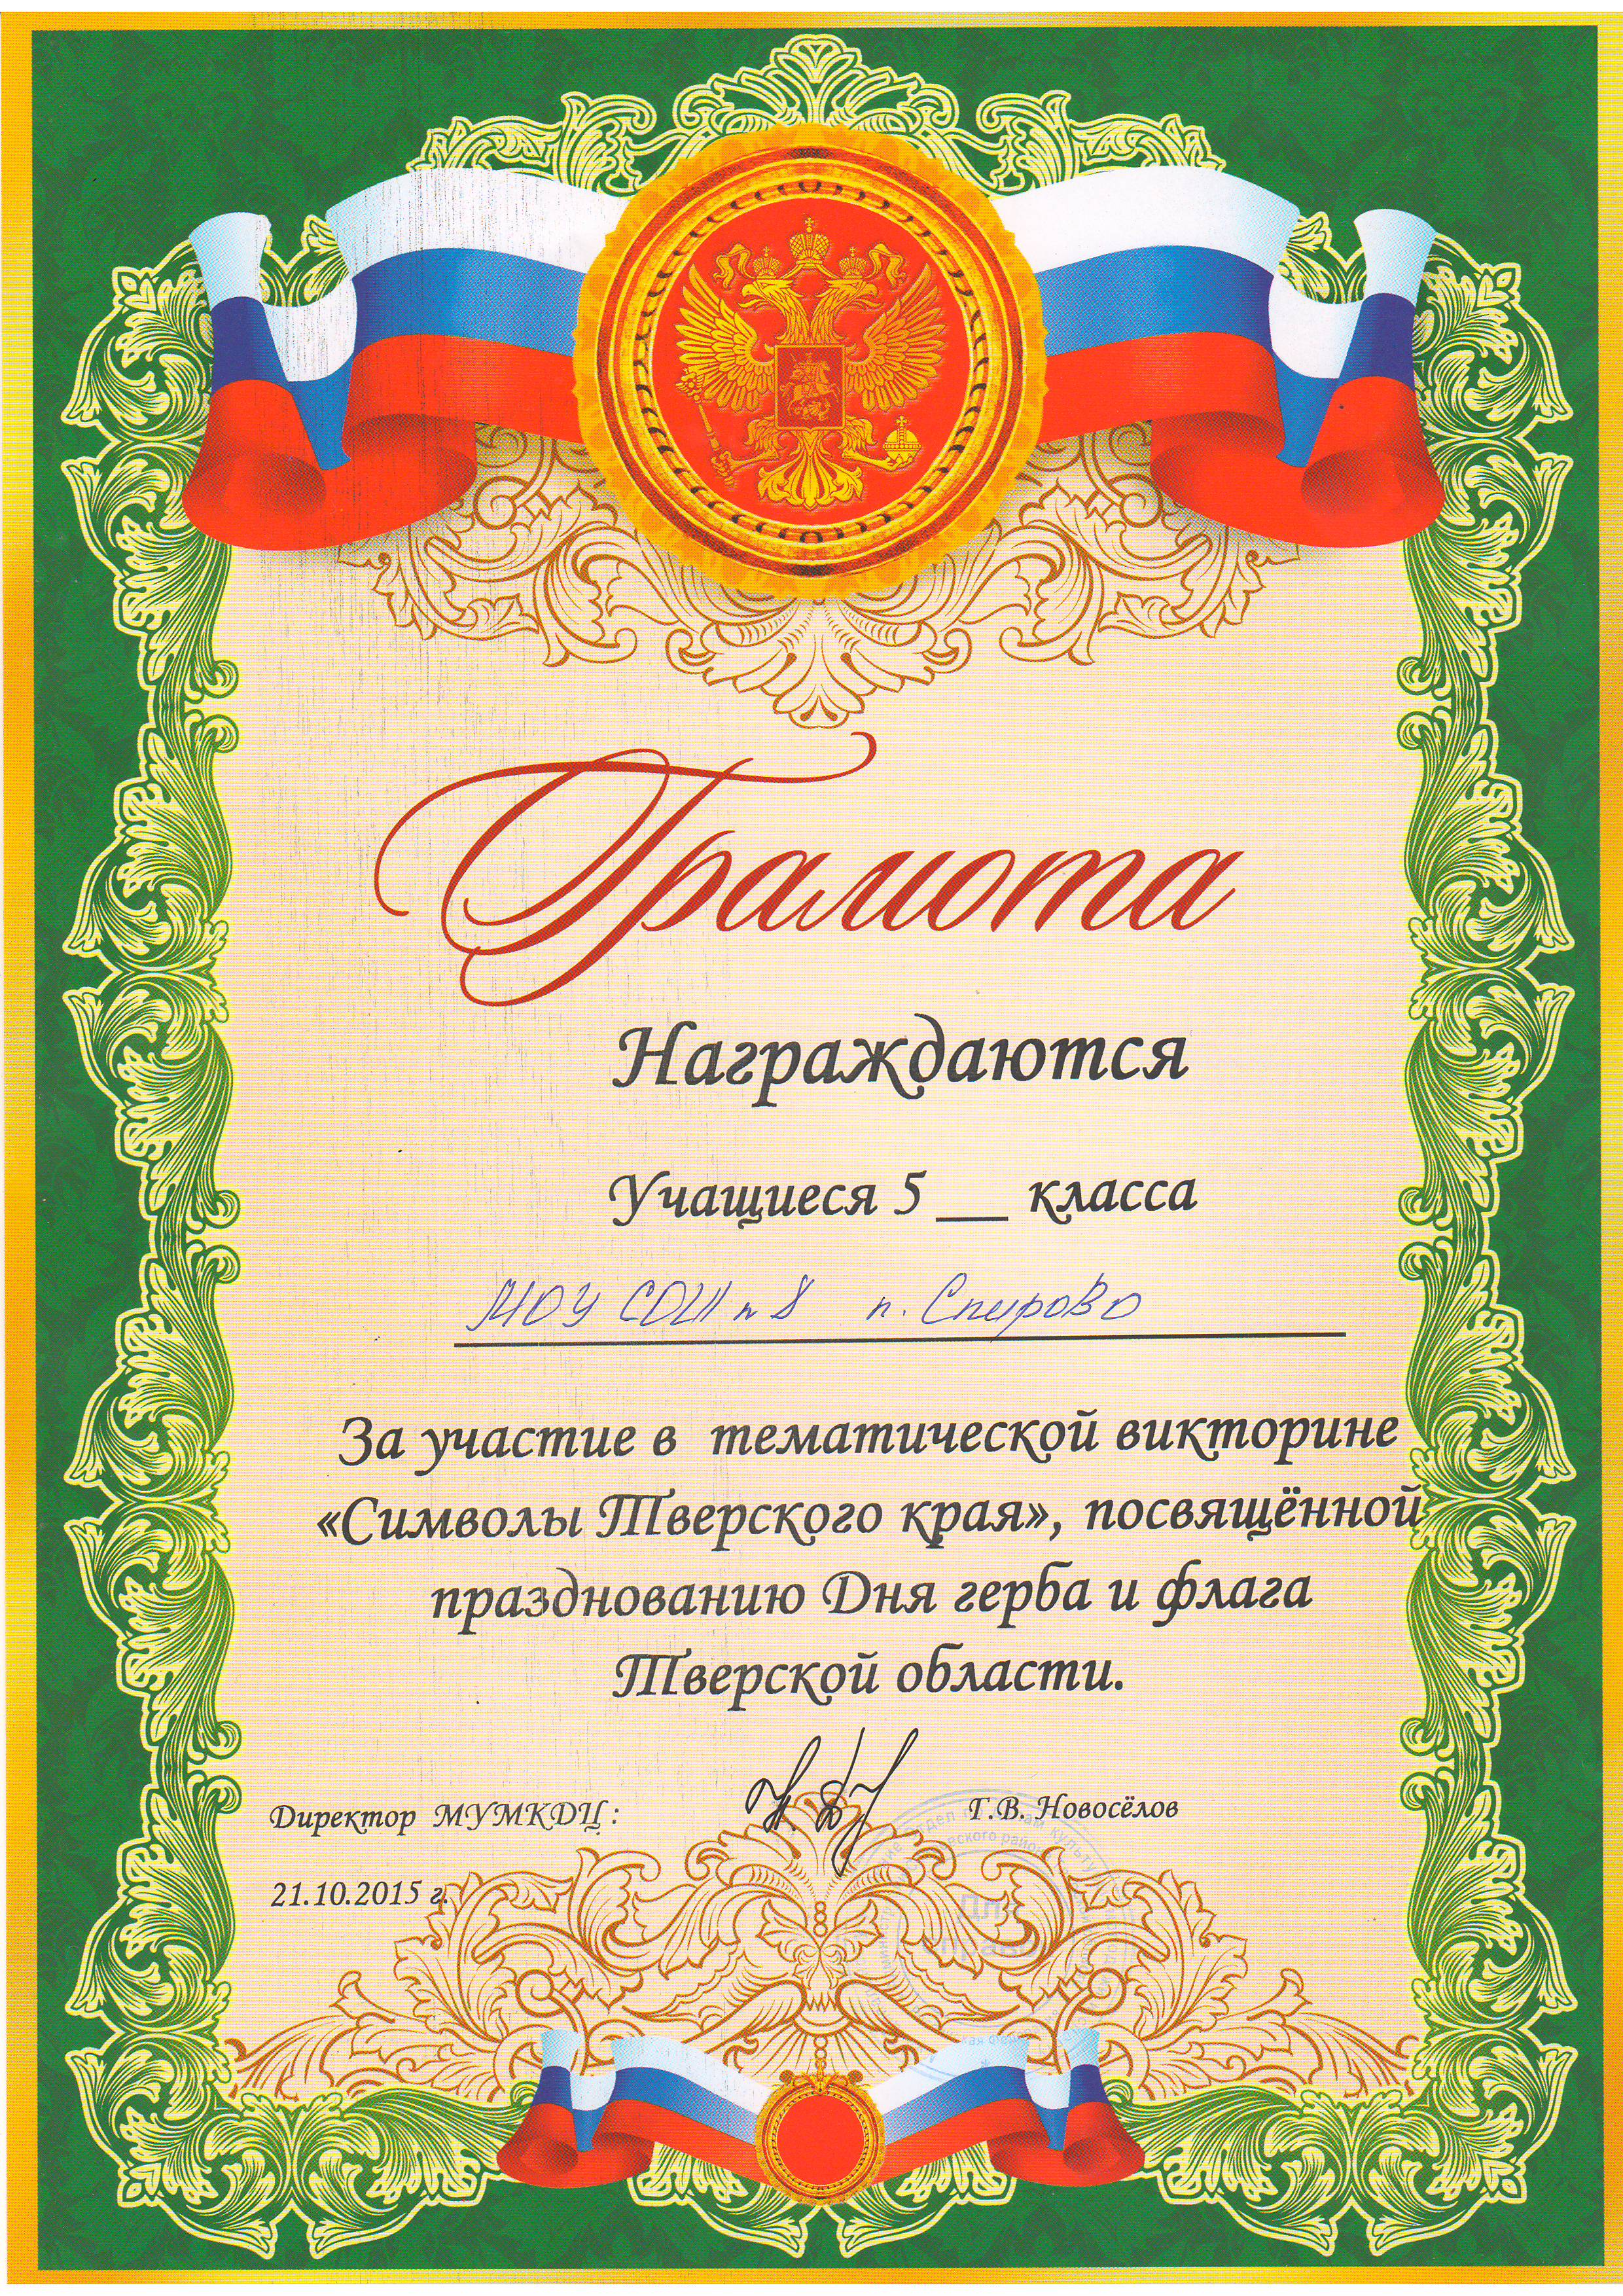 Грамота
Награждаются
Учащиеся 5 __ класса
МОУ СОШ n 8 п. Спирово
За участие в тематической викторине
«Символы Тверского края», посвящённой
празднованию Дня герба и флага
Тверской области.
Директор МУМКДЦ: Г.В. Новосёлов
21.10.2015 г.